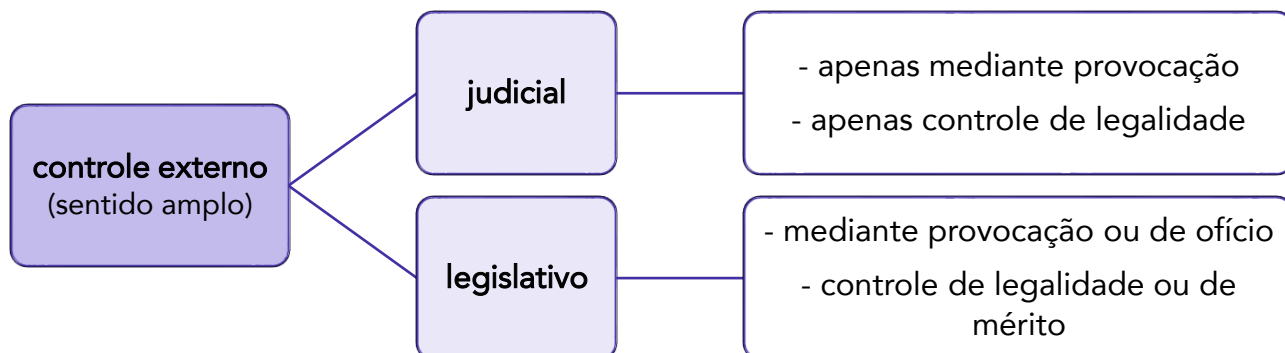 controle externo
(sentido amplo)
judicial
- apenas mediante provocação
- apenas controle de legalidade
legislativo
- mediante provocação ou de ofício
- controle de legalidade ou de
mérito